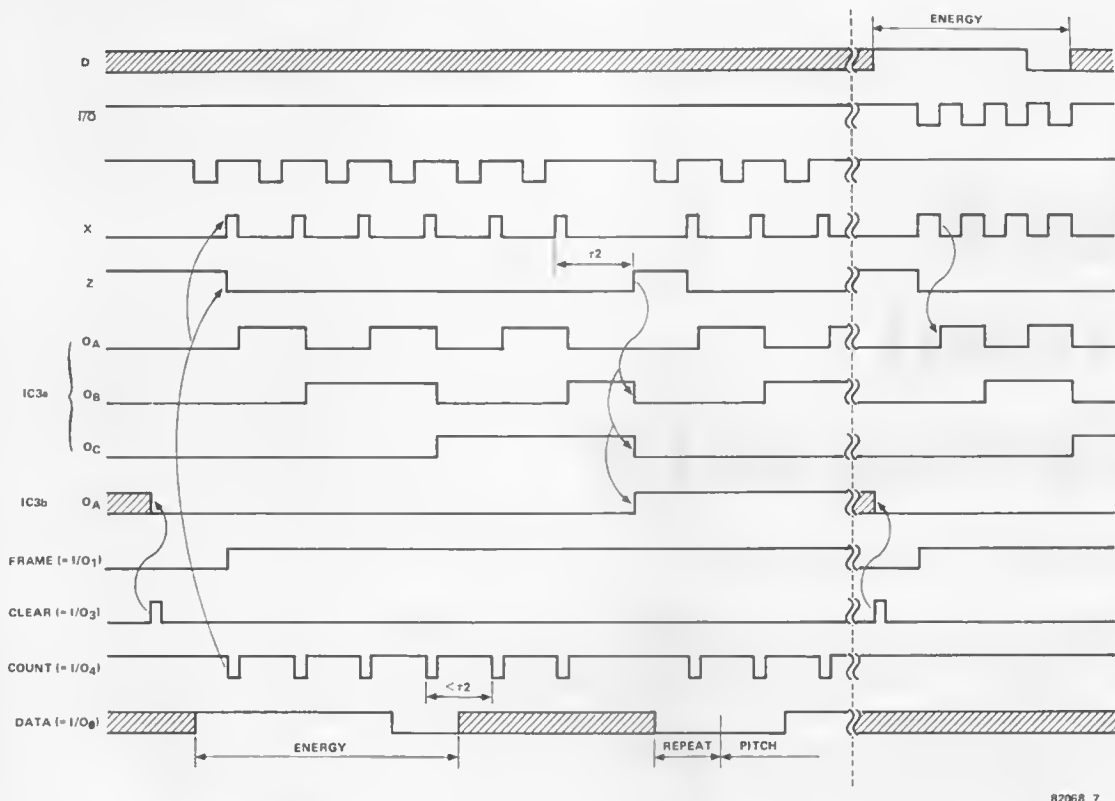 ENERGY
D
I/O
X
τ2
Z
OA
IC3a
OB
OC
IC3b OA
FRAME (= I/O1)
CLEAR (= I/O3)
COUNT (= I/O4)
<τ2
DATA (= I/O8)
ENERGY
REPEAT
PITCH
82068 7